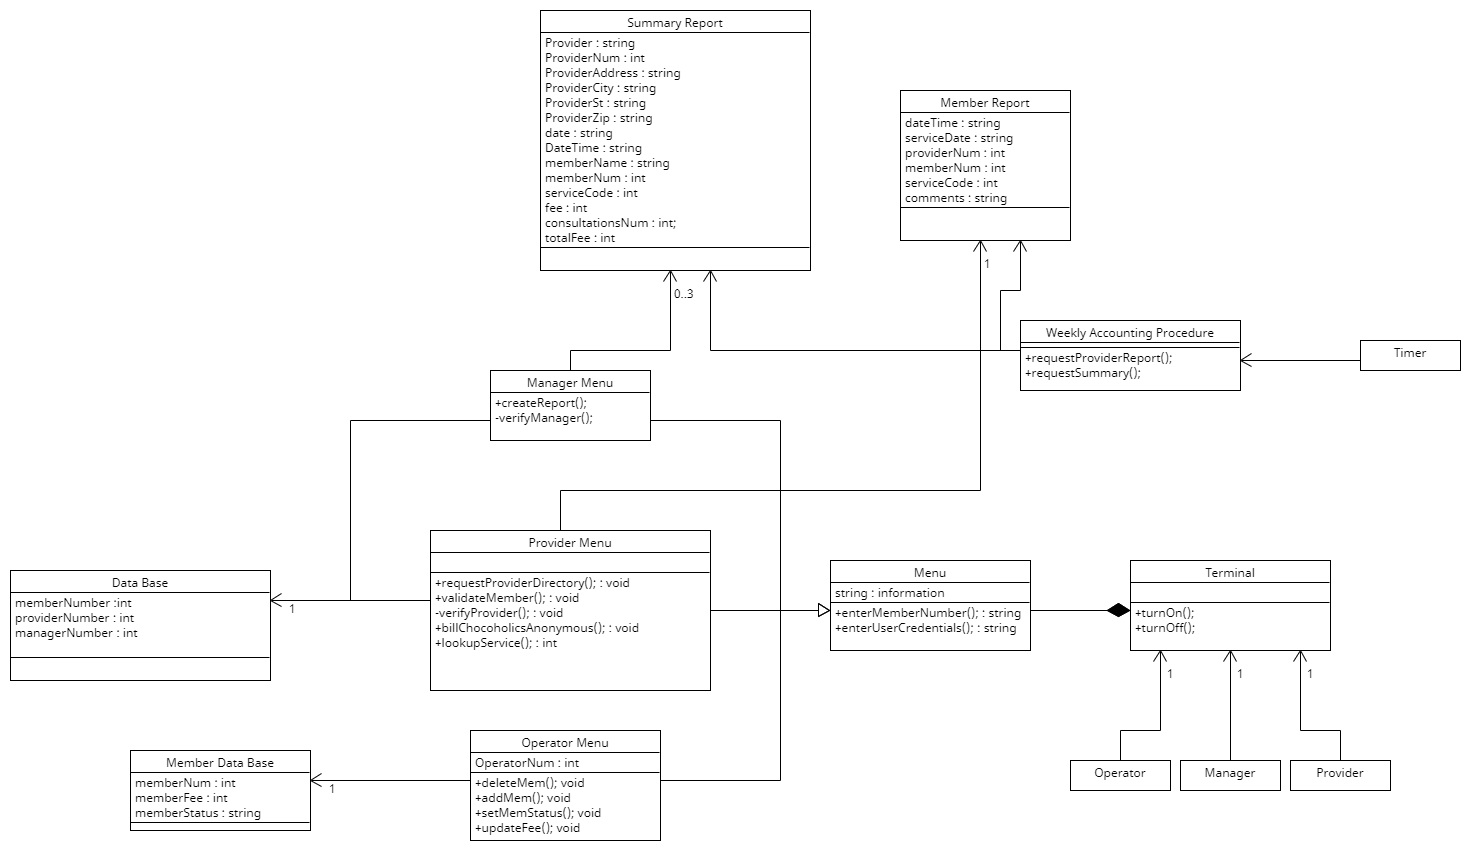 Summary Report
Provider : string
ProviderNum : int
ProviderAddress : string
ProviderCity : string
ProviderSt : string
ProviderZip : string
date : string
DateTime : string
memberName : string
memberNum : int
serviceCode : int
fee : int
consultationsNum : int;
totalFee : int
Member Report
dateTime : string
serviceDate : string
providerNum : int
memberNum : int
serviceCode : int
comments : string
1
0..3
Weekly Accounting Procedure
+requestProviderReport();
+requestSummary();
Timer
Manager Menu
+createReport();
-verifyManager();
Provider Menu
+requestProviderDirectory(); : void
+validateMember(); : void
-verifyProvider(); : void
+billChocoholicsAnonymous(); : void
+lookupService(); : int
Data Base
memberNumber :int
providerNumber : int
managerNumber : int
1
Menu
string : information
+enterMemberNumber(); : string
+enterUserCredentials(); : string
Terminal
+turnOn();
+turnOff();
1
1
1
Operator Menu
OperatorNum : int
+deleteMem(); void
+addMem(); void
+setMemStatus(); void
+updateFee(); void
Member Data Base
memberNum : int
memberFee : int
memberStatus : string
1
Operator
Manager
Provider